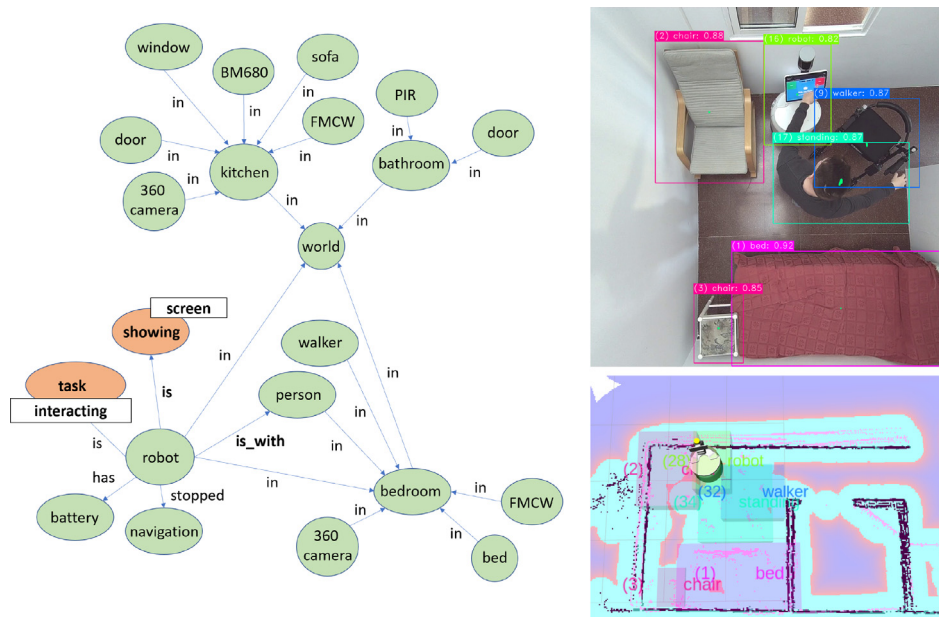 window
BM680
sofa
in
in
in
PIR
FMCW
door
in
door
in
in
kitchen
bathroom
in
in
360
camera
in
in
world
screen
showing
walker
in
in
task
interacting
is
person
in
is
is_with
in
robot
has
in
bedroom
in
stopped
FMCW
battery
navigation
360
camera
in
in
bed
(2) chair: 0.88
(16) robot: 0.82
(9) walker: 0.87
(17) standing: 0.87
(1) bed: 0.92
(3) chair: 0.85
(2)
(28)
robot
(32)
walker
(34)
(1)
bed
(3)
chair